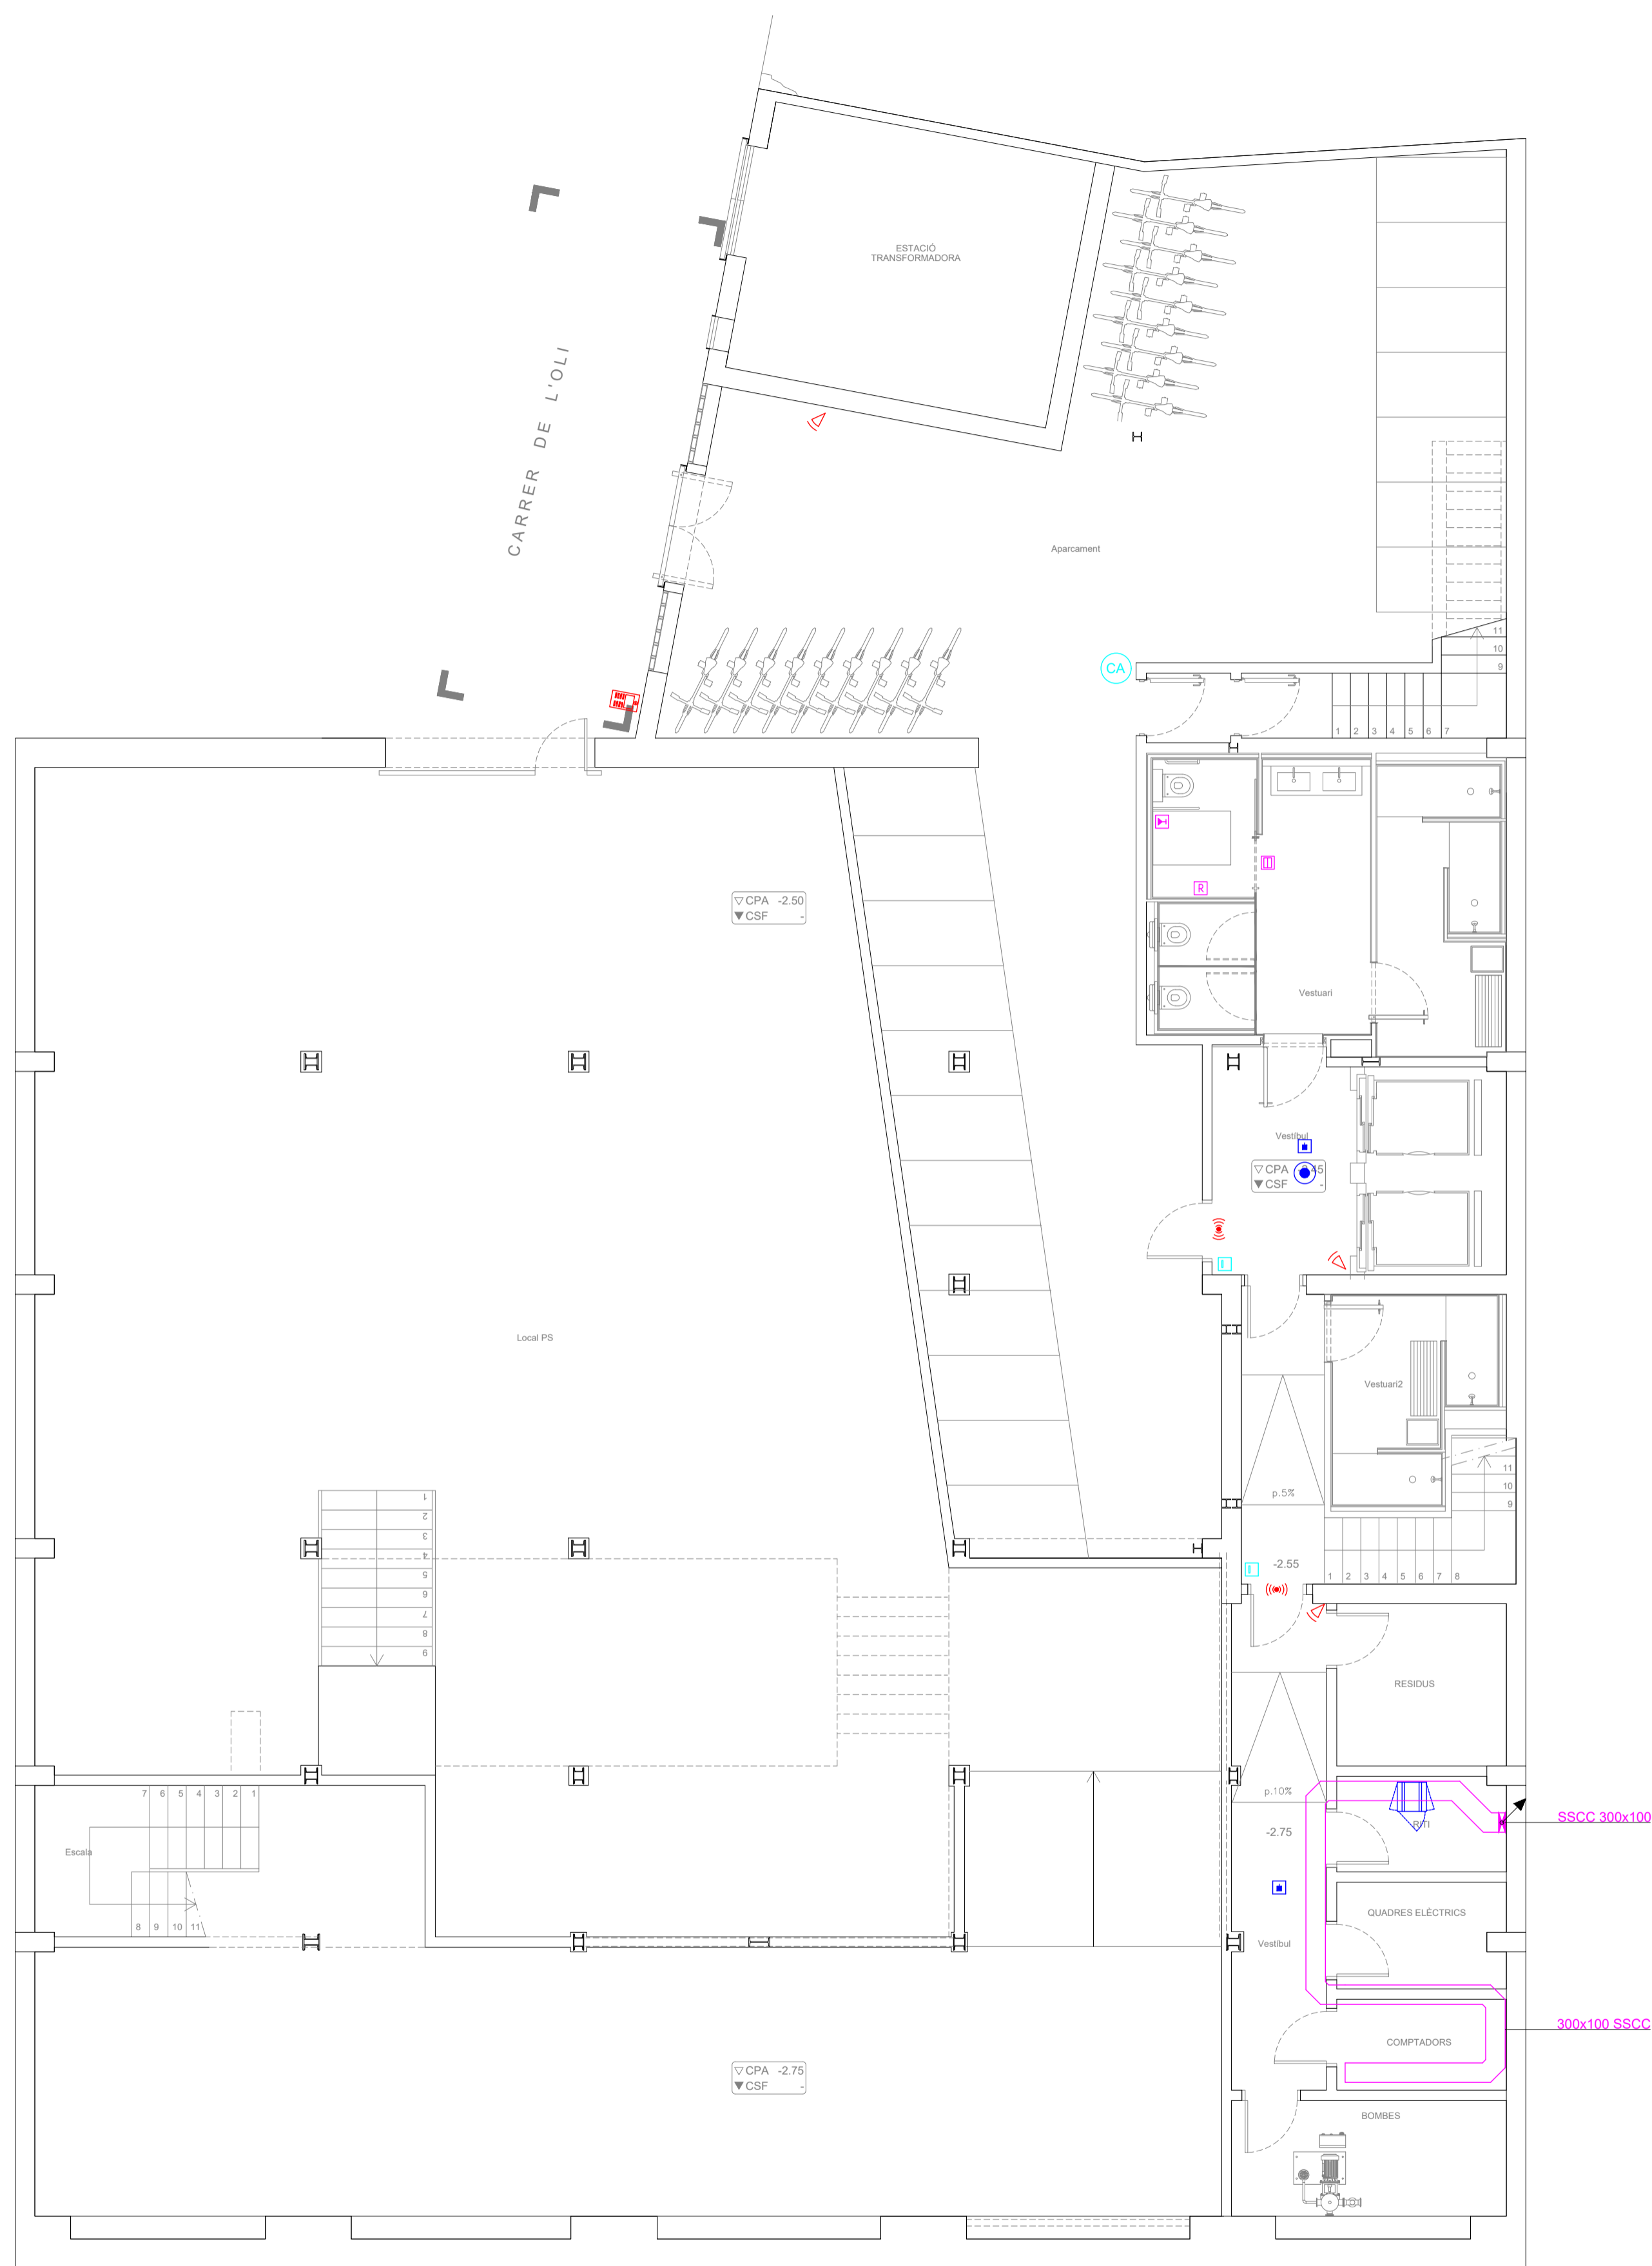 ESTACIÓ
TRANSFORMADORA
CARRER DE L'OLI
Aparcament
11
10
9
CA
1 2 3 4 5 6 7
R
▽CPA -2.50
▼CSF -
Vestuari
Vestíbul
▽CPA
▼CSF -
Local PS
Vestuari2
11
10
9
p.5%
-2.55
1 2 3 4 5 6 7 8
1
2
3
4
5
6
7
8
9
RESIDUS
p.10%
7 6 5 4 3 2 1
SSCC 300x100
RITI
-2.75
Escala
8 9 10 11
QUADRES ELÈCTRICS
Vestíbul
300x100 SSCC
COMPTADORS
▽CPA -2.75
▼CSF -
BOMBES